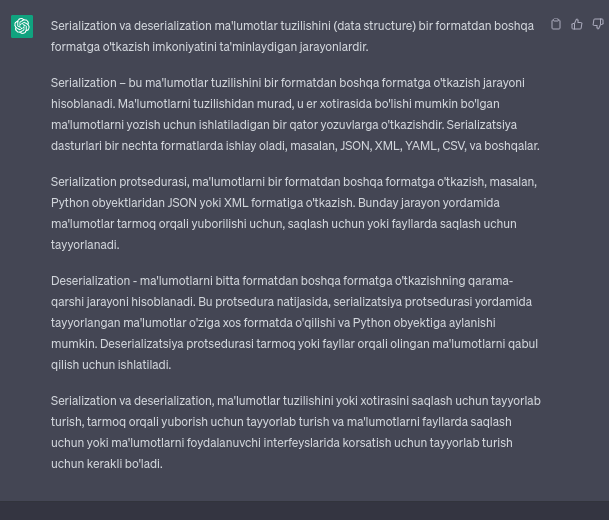 Serialization va deserialization ma'lumotlar tuzilishini (data structure) bir formatdan boshqa
formatga o'tkazish imkoniyatini ta'minlaydigan jarayonlardir.
Serialization – bu ma'lumotlar tuzilini bir formatdan boshqa formatga o'tkazish jarayoni
hisoblanadi. Ma'lumotlarni tuzilishidan murad, u er xotirasida bo'lishi mumkin bo'lgan
ma'lumotlarni yozish uchun ishlatiladigan bir qator yozuvlarga o'tkazishdir. Serializatsiya
dasturlari bir nechta formatlarda ishlay oladi, masalan, JSON, XML, YAML, CSV, va boshqalar.
Serialization protsedurasi, ma'lumotlarni bir formatdan boshqa formatga o'tkazish, masalan,
Python obyektlaridan JSON yoki XML formatiga o'tkazish. Bunday jarayon yordamida
ma'lumotlar tarmoq orqali yuborilishi uchun, saqlash uchun yoki fayllarda saqlash uchun
tayyorlanadi.
Deserialization - ma'lumotlarni bitta formatdan boshqa formatga o'tkazishning qarama-
qarshi jarayoni hisoblanadi. Bu protsedura natijasida, serializatsiya protsedurasi yordamida
tayyorlangan ma'lumotlar o'ziga xos formatda o'qilishi va Python obyektiga aylanishi
mumkin. Deserializatsiya protsedurasi tarmoq yoki fayllar orqali olingan ma'lumotlarni qabul
qilish uchun ishlatiladi.
Serialization va deserialization, ma'lumotlar tuzilini yoki xotirasini saqlash uchun tayyorlab
turish, tarmoq orqali yuborish uchun tayyorlab turish va ma'lumotlarni fayllarda saqlash
uchun yoki ma'lumotlarni foydalanuvchi interfeyslarida korsatish uchun tayyorlab turish
uchun kerakli bo'ladi.